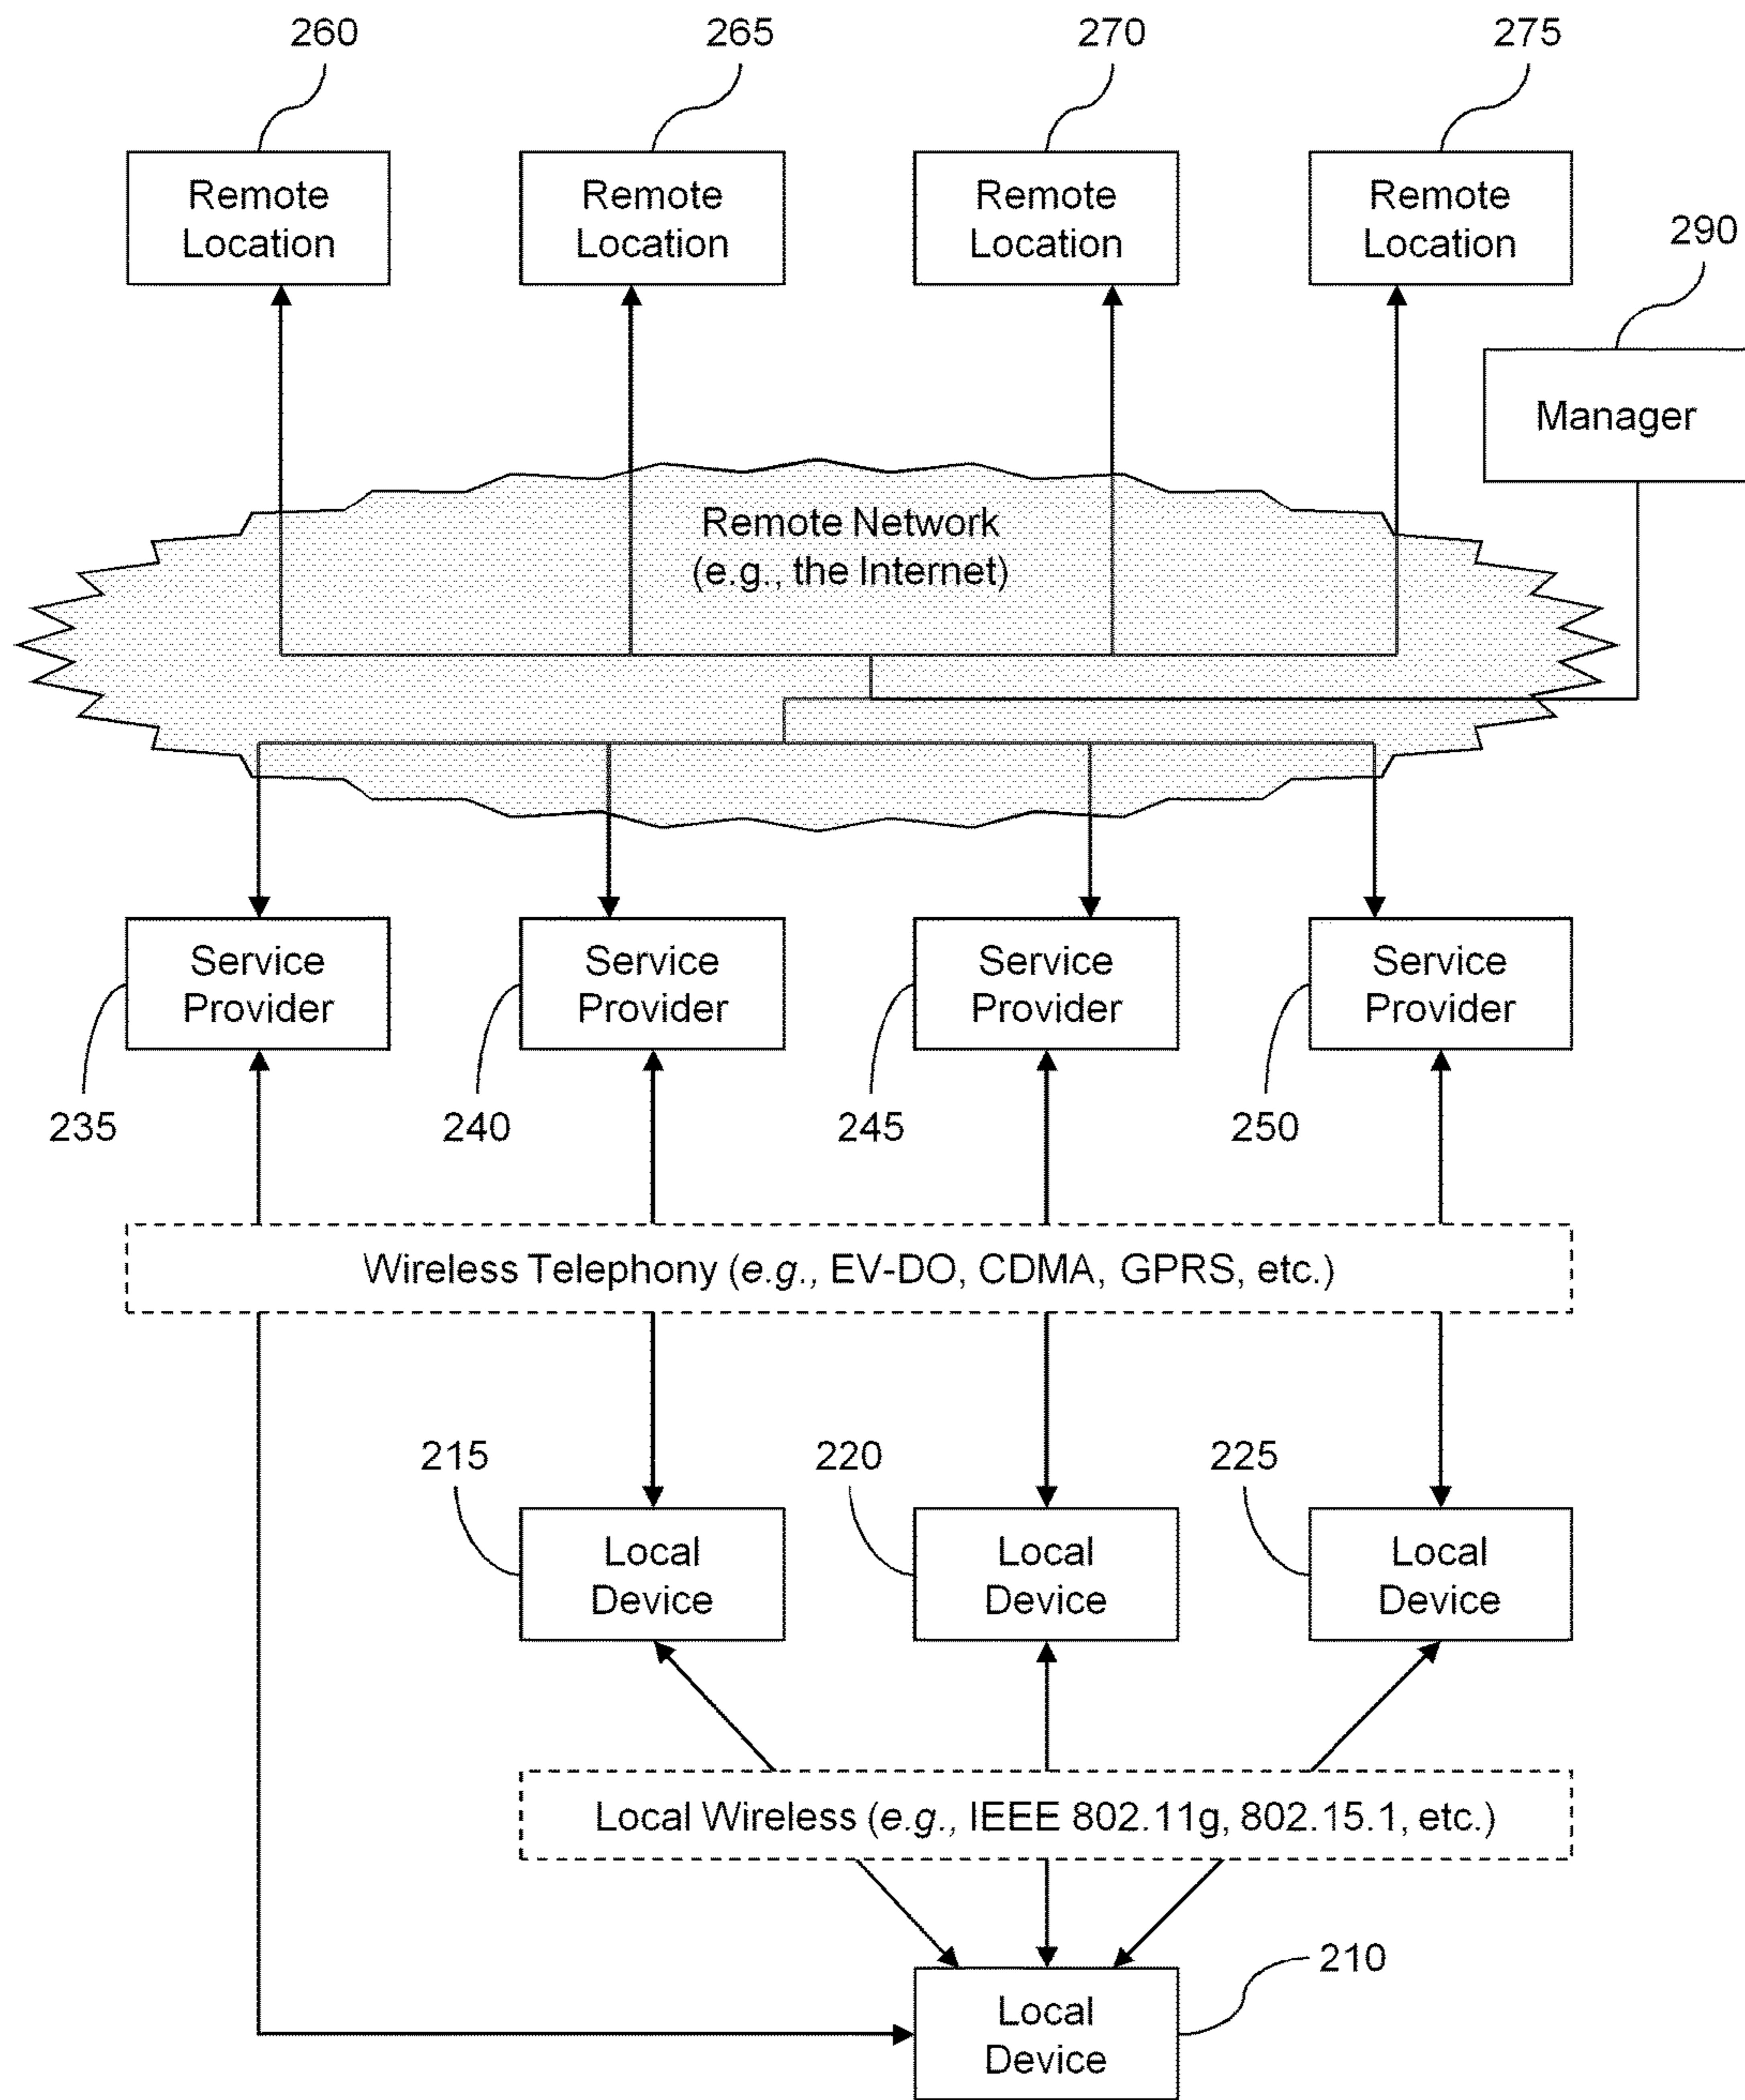 260
265
270
275
Remote
Location
Remote
Location
Remote
Location
Remote
Location
290
Manager
Remote Network
(e.g., the Internet)
Service
Provider
Service
Provider
Service
Provider
Service
Provider
235
240
245
250
Wireless Telephony (e.g., EV-DO, CDMA, GPRS, etc.)
215
220
225
Local
Device
Local
Device
Local
Device
Local Wireless (e.g., IEEE 802.11g, 802.15.1, etc.)
210
Local
Device